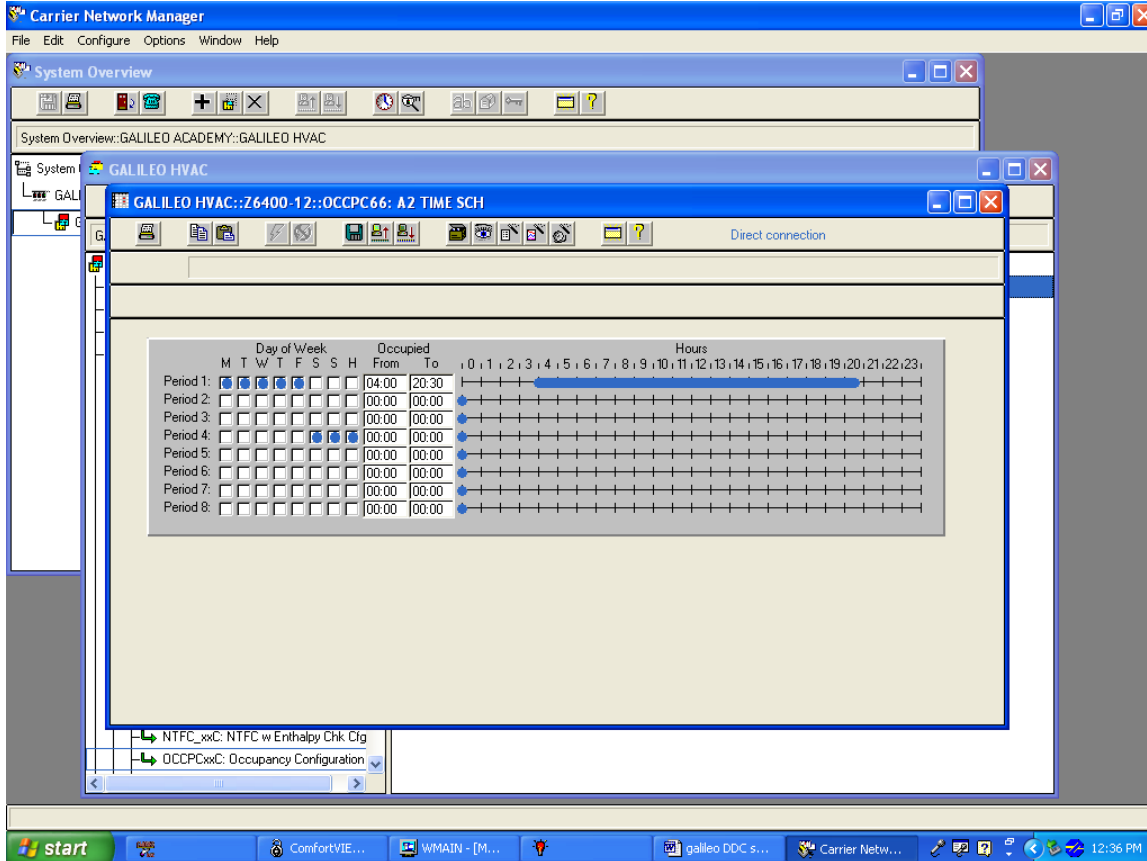 Carrier Network Manager
File Edit Configure Options Window Help
System Overview
System Overview::GALILEO ACADEMY::GALILEO HVAC
System
GALILEO HVAC
GALI
GALILEO HVAC::Z6400-12::OCCPC66: A2 TIME SCH
Direct connection
Day of Week Occupied Hours
M T W T F S S H From To 0 1 2 3 4 5 6 7 8 9 10 11 12 13 14 15 16 17 18 19 20 21 22 23
Period 1: 04:00 20:30
Period 2: 00:00 00:00
Period 3: 00:00 00:00
Period 4: 00:00 00:00
Period 5: 00:00 00:00
Period 6: 00:00 00:00
Period 7: 00:00 00:00
Period 8: 00:00 00:00
NTFC_xxC: NTFC w Enthalpy Chk Cfg
OCCPCxxC: Occupancy Configuration
start ComfortVIE... WMAIN - [M... galileo DDC s... Carrier Netw... 12:36 PM